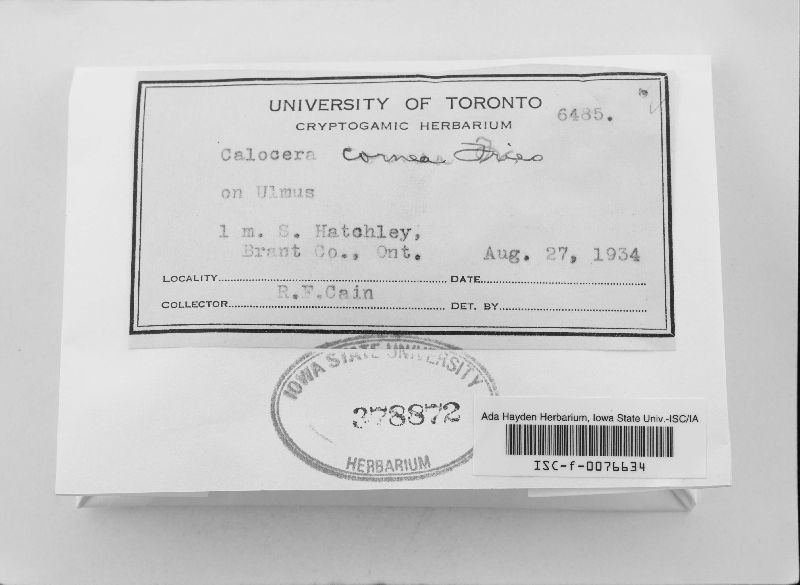 UNIVERSITY OF TORONTO
CRYPTOGAMIC HERBARIUM
6485.
Calocera cornea Fries
on Ulmus
1 m. S. Hatchley,
Brant Co., Ont. Aug. 27, 1934
LOCALITY DATE
R.F.Cain
COLLECTOR DET. BY
IOWA STATE UNIVERSITY
378872
HERBARIUM
Ada Hayden Herbarium, Iowa State Univ.-ISC/IA
ISC-f-0076634